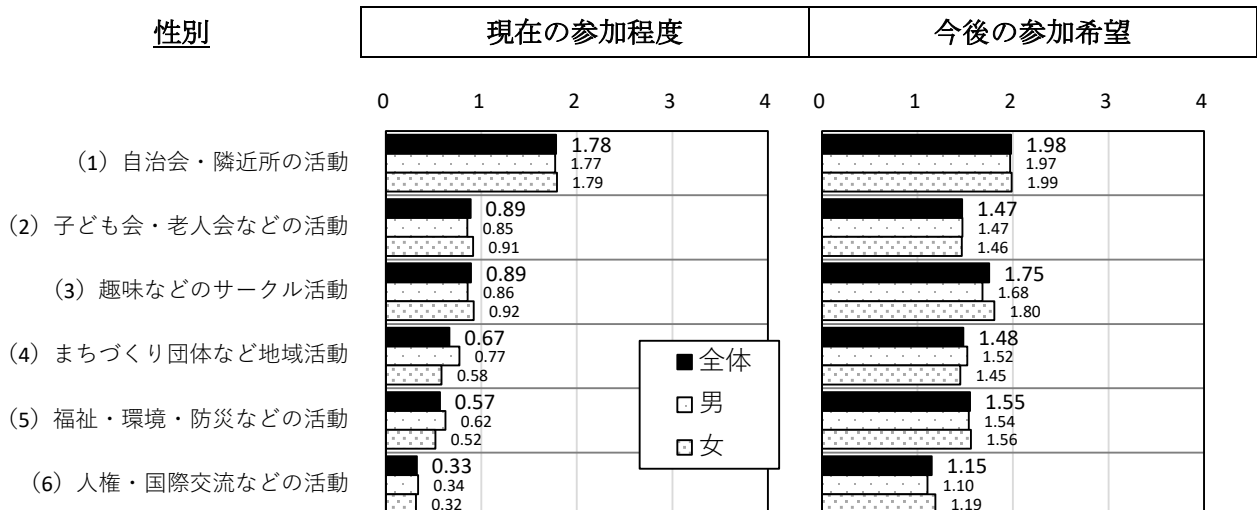 性別 現在の参加程度 今後の参加希望
0 1 2 3 4 0 1 2 3 4
（1）自治会・隣近所の活動 1.78 1.98
1.77 1.97
1.79 1.99
（2）子ども会・老人会などの活動 0.89 1.47
0.85 1.47
0.91 1.46
（3）趣味などのサークル活動 0.89 1.75
0.86 1.68
0.92 1.80
（4）まちづくり団体など地域活動 0.67 1.48
0.77 1.52
0.58 1.45
（5）福祉・環境・防災などの活動 0.57 1.55
0.62 1.54
0.52 1.56
（6）人権・国際交流などの活動 0.33 1.15
0.34 1.10
0.32 1.19
全体
男
女